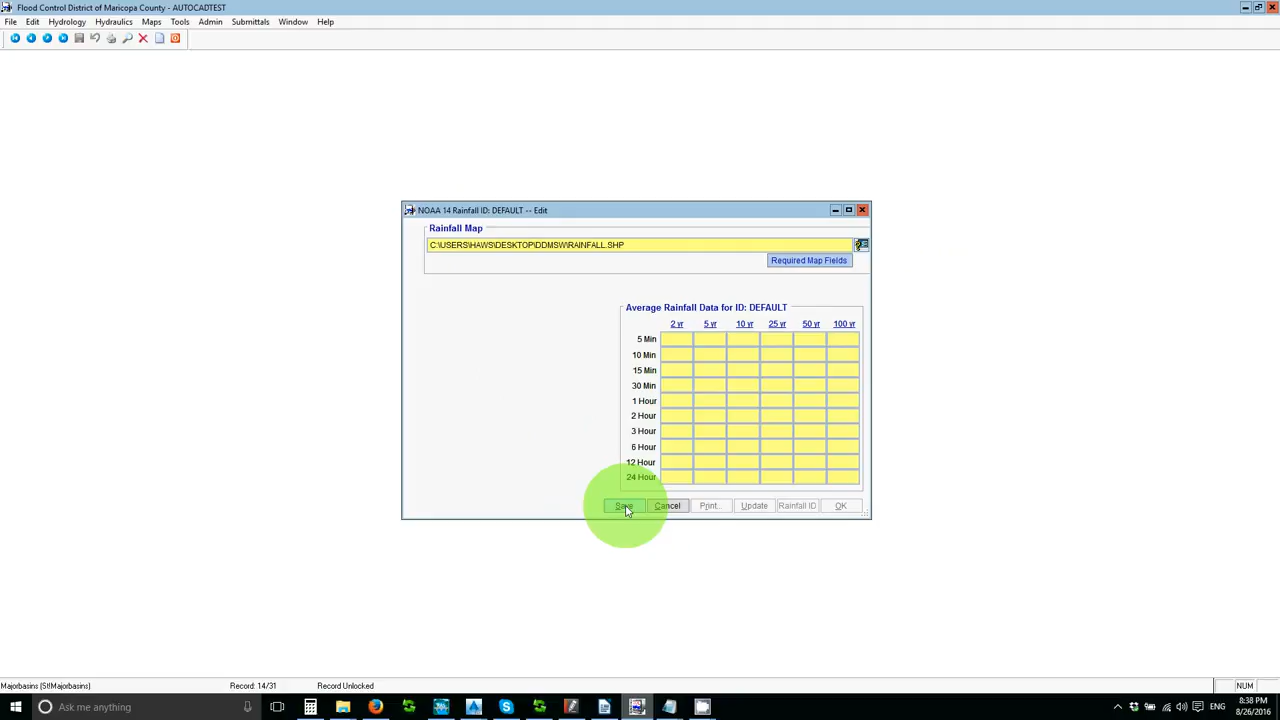 Flood Control District of Maricopa County - AUTOCADTEST
File Edit Hydrology Hydraulics Maps Tools Admin Submittals Window Help
NOAA 14 Rainfall ID: DEFAULT -- Edit
Rainfall Map
C:\USERS\HAWS\DESKTOP\DDMSW\RAINFALL.SHP
Required Map Fields
Average Rainfall Data for ID: DEFAULT
2 yr 5 yr 10 yr 25 yr 50 yr 100 yr
5 Min
10 Min
15 Min
30 Min
1 Hour
2 Hour
3 Hour
6 Hour
12 Hour
24 Hour
Save Cancel Print.. Update Rainfall ID OK
Majorbasins (St!Majorbasins) Record: 14/31 Record Unlocked NUM
Ask me anything
ENG
8:38 PM
8/26/2016